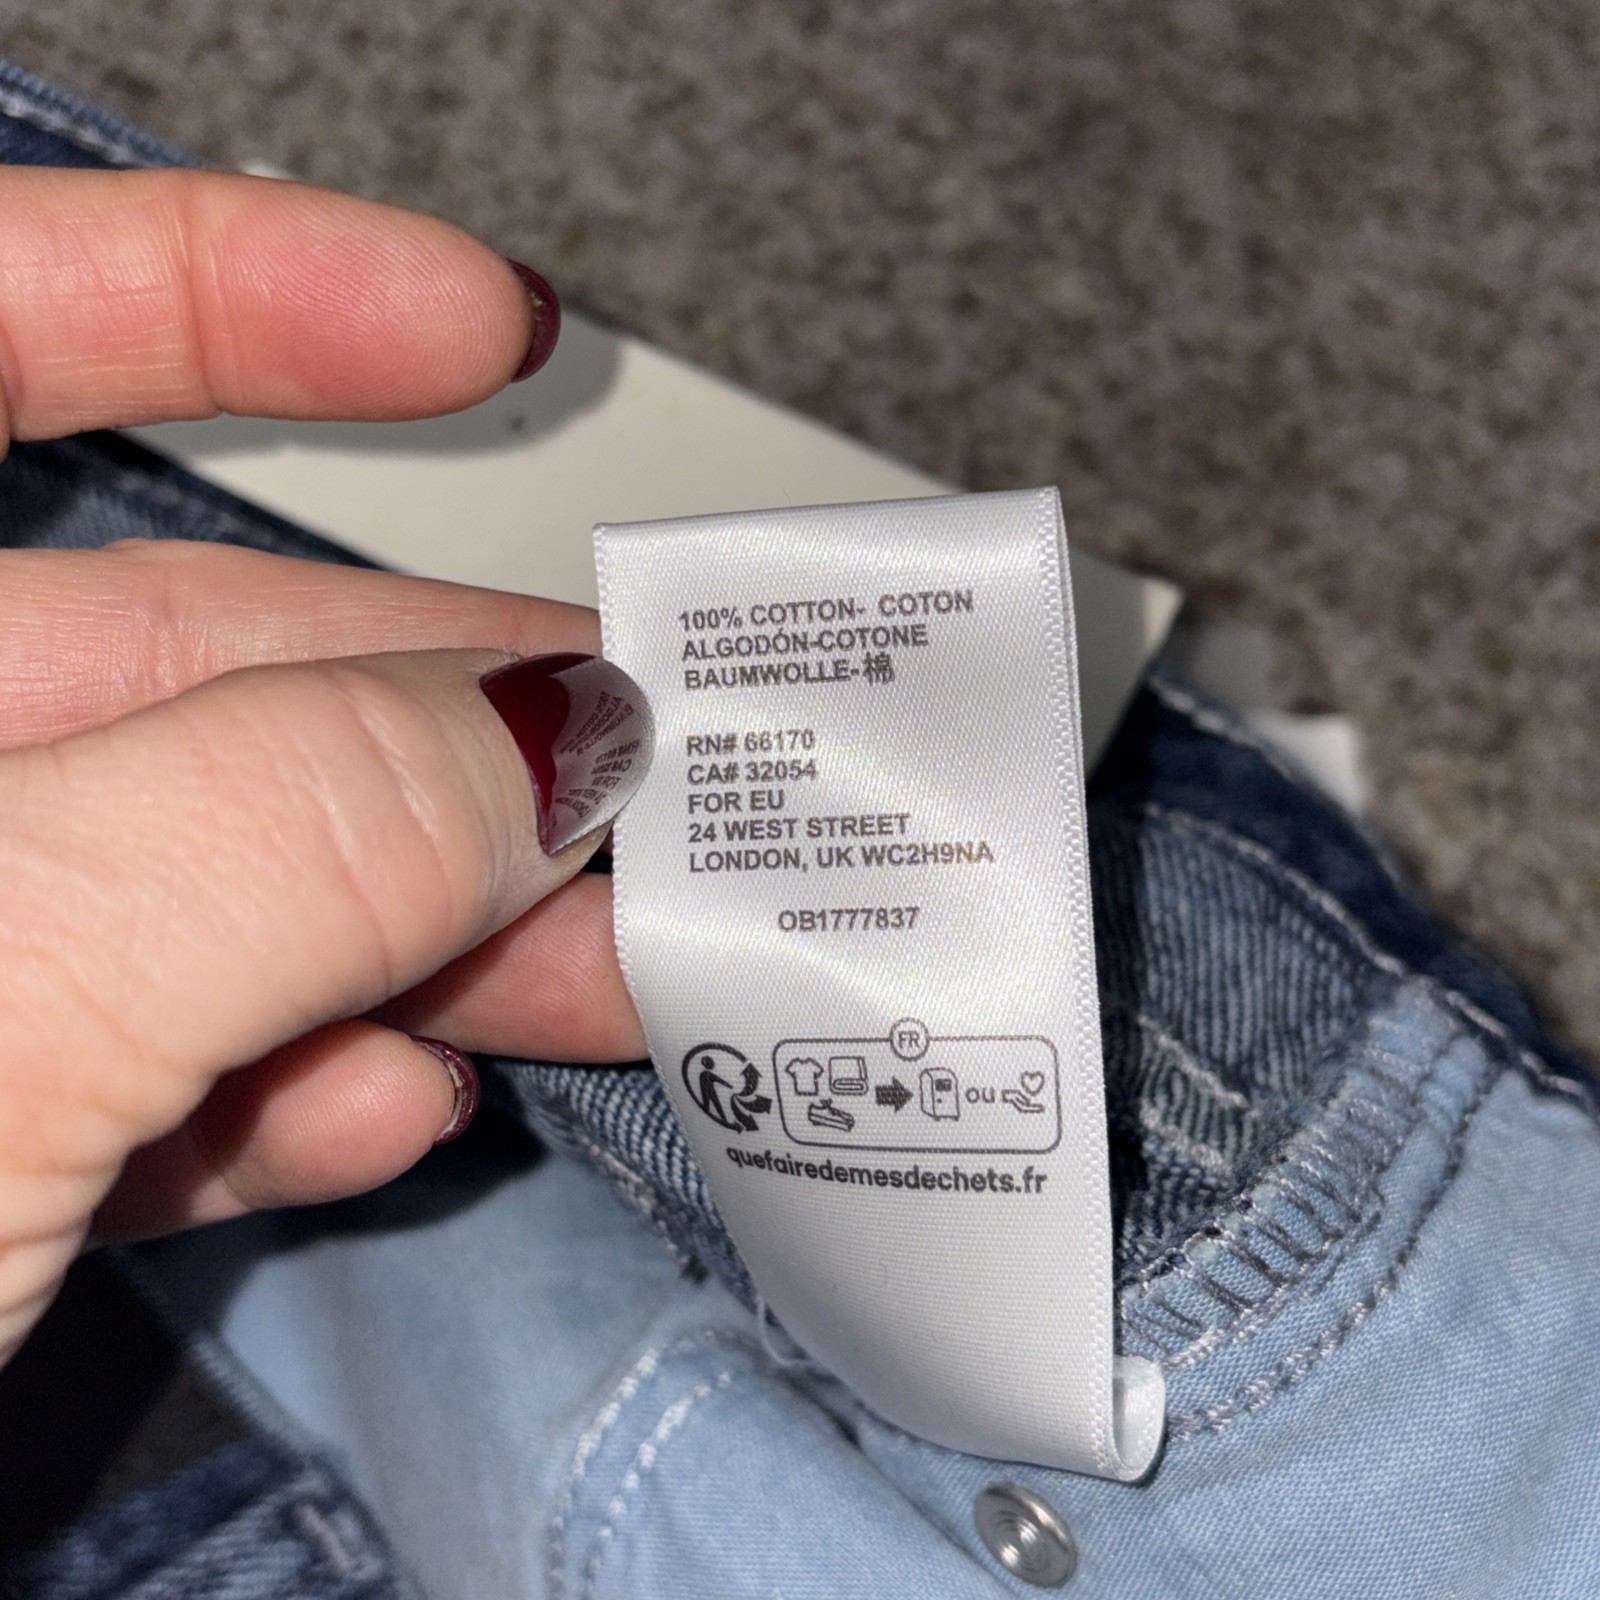 100% COTTON- COTON
ALGODÓN-COTONE
BAUMWOLLE-棉
RN# 66170
CA# 32054
FOR EU
24 WEST STREET
LONDON, UK WC2H9NA
OB1777837
FR
ou
quefairedemesdechets.fr